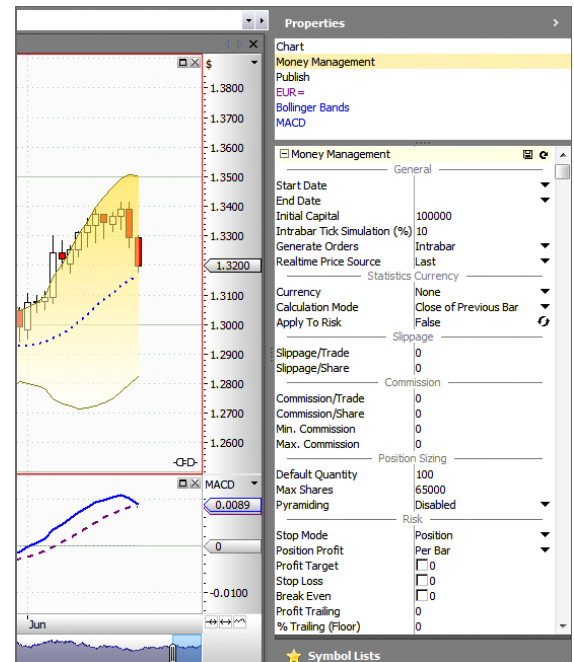 Properties
Chart
Money Management
Publish
EUR=
Bollinger Bands
MACD
$
1.3800
1.3700
1.3600
1.3500
1.3400
1.3300
1.3200
1.3100
1.3000
1.2900
1.2800
1.2700
1.2600
MACD
0.0089
0
-0.0100
Jun
Money Management
General
Start Date
End Date
Initial Capital 100000
Intrabar Tick Simulation (%) 10
Generate Orders Intrabar
Realtime Price Source Last
Statistics Currency
Currency None
Calculation Mode Close of Previous Bar
Apply To Risk False
Slippage
Slippage/Trade 0
Slippage/Share 0
Commission
Commission/Trade 0
Commission/Share 0
Min. Commission 0
Max. Commission 0
Position Sizing
Default Quantity 100
Max Shares 65000
Pyramiding Disabled
Risk
Stop Mode Position
Position Profit Per Bar
Profit Target 0
Stop Loss 0
Break Even 0
Profit Trailing 0
% Trailing (Floor) 0
Symbol Lists